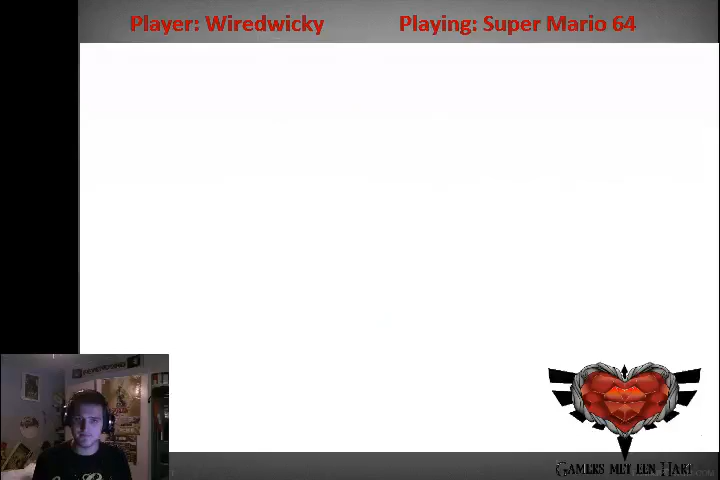 Player: Wiredwicky Playing: Super Mario 64
Gamers met een Hart